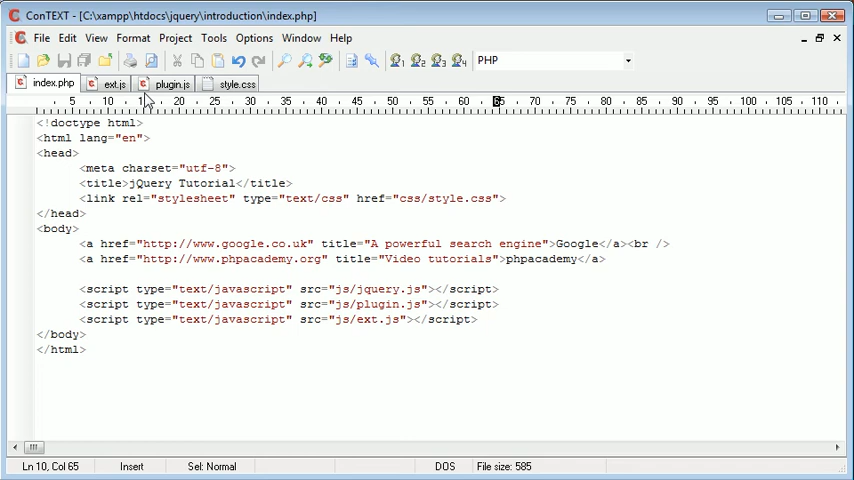 ConTEXT - [C:\xampp\htdocs\jquery\introduction\index.php]
File Edit View Format Project Tools Options Window Help
1 2 3 4 PHP
index.php ext.js plugin.js style.css
5 10 15 20 25 30 35 40 45 50 55 60 65 70 75 80 85 90 95 100 105 110
<!doctype html>
<html lang="en">
<head>
<meta charset="utf-8">
<title>jQuery Tutorial</title>
<link rel="stylesheet" type="text/css" href="css/style.css">
</head>
<body>
<a href="http://www.google.co.uk" title="A powerful search engine">Google</a><br />
<a href="http://www.phpacademy.org" title="Video tutorials">phpacademy</a>
<script type="text/javascript" src="js/jquery.js"></script>
<script type="text/javascript" src="js/plugin.js"></script>
<script type="text/javascript" src="js/ext.js"></script>
</body>
</html>
Ln 10, Col 65 Insert Sel: Normal DOS File size: 585